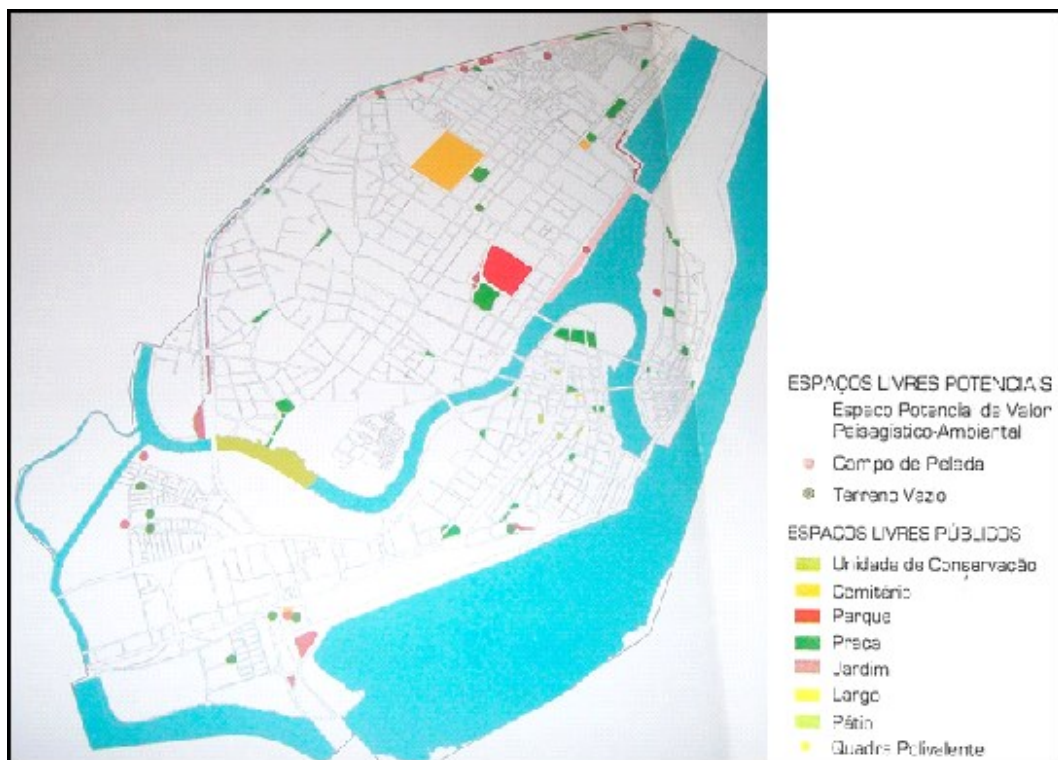 ESPAÇOS LIVRES POTENCIAIS
Espaço Potencial de Valor
Paisagístico-Ambiental
Campo de Pelada
Terreno Vazio
ESPAÇOS LIVRES PÚBLICOS
Unidade de Conservação
Cemitério
Parque
Praça
Jardim
Largo
Pátio
Quadra Polivalente